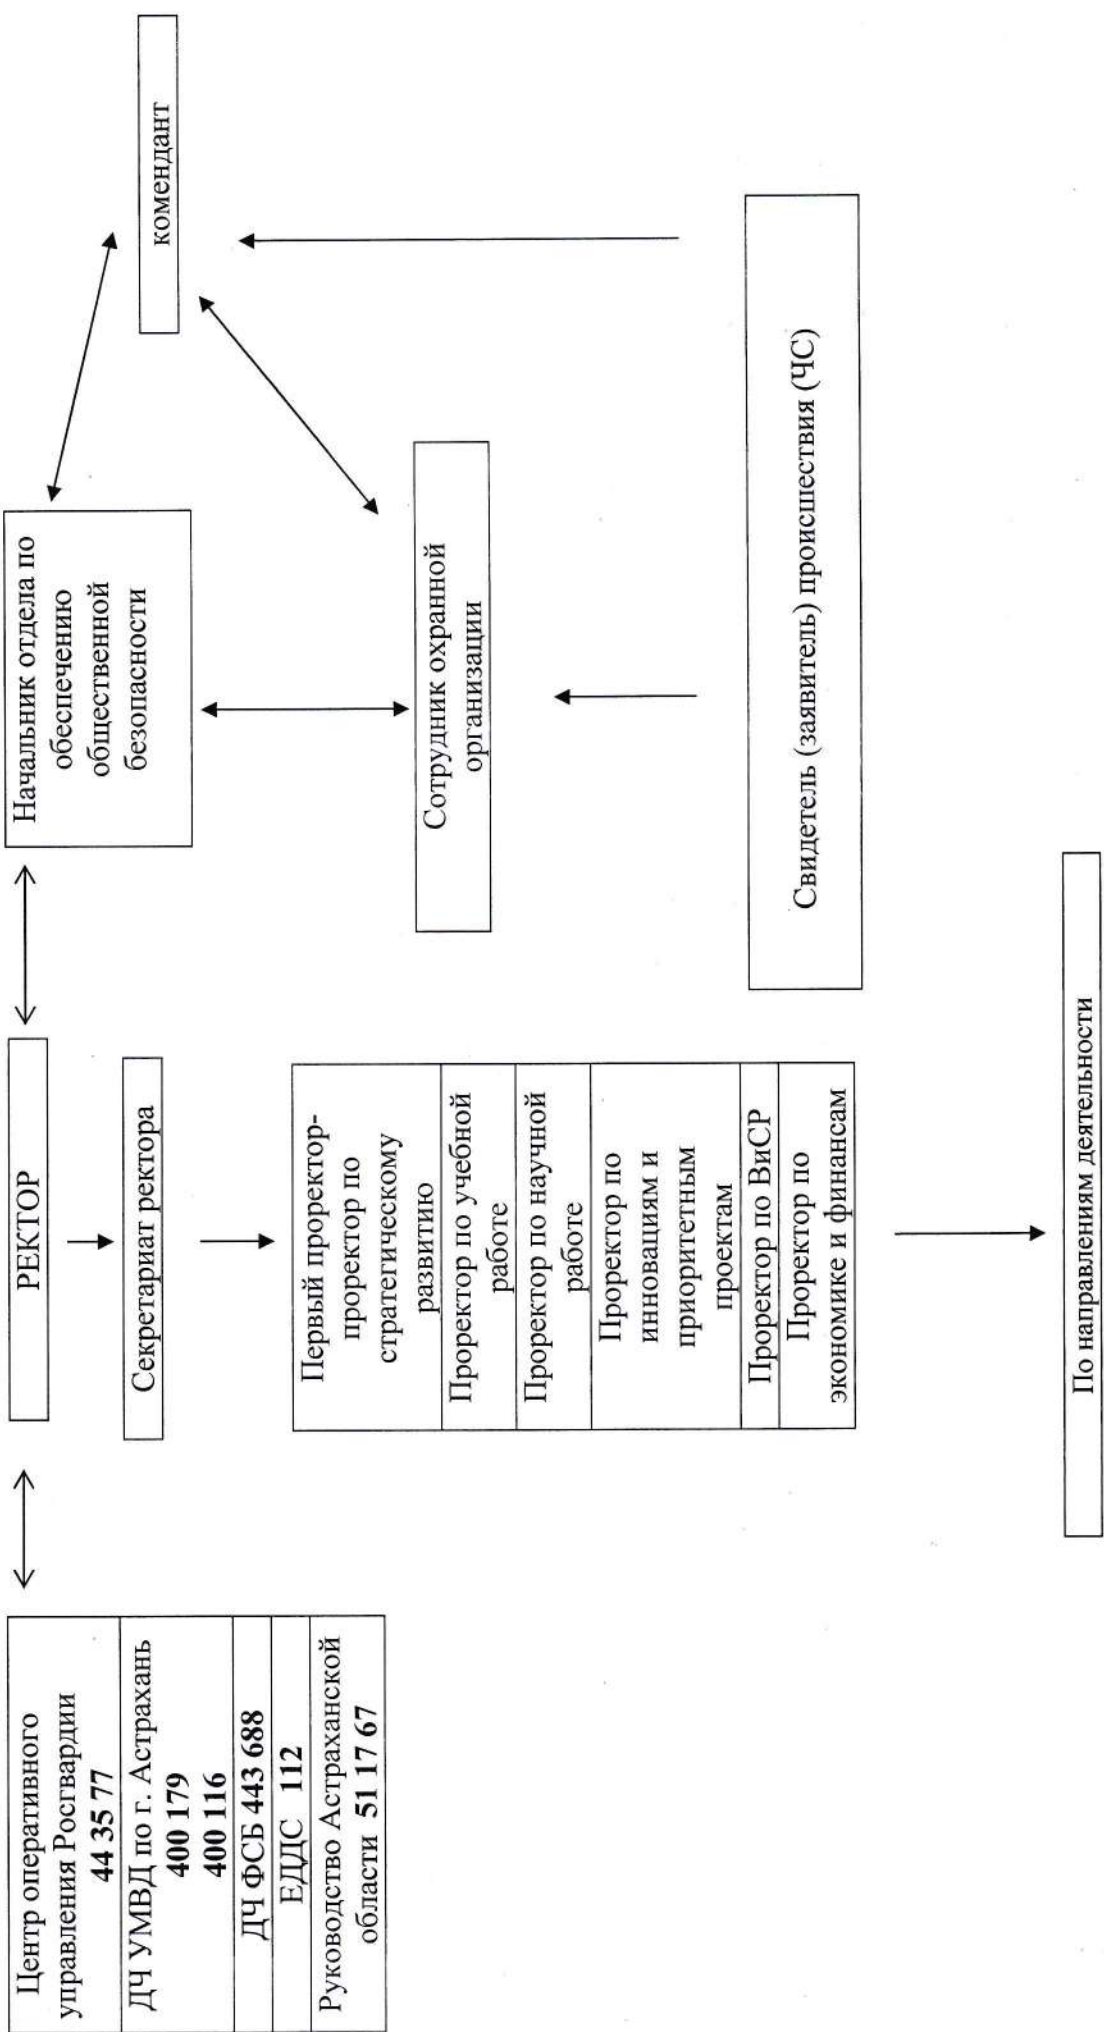 Центр оперативного
управления Росгвардии
44 35 77
ДЧ УМВД по г. Астрахань
400 179
400 116
ДЧ ФСБ 443 688
ЕДДС 112
Руководство Астраханской
области 51 17 67
РЕКТОР
Секретариат ректора
Первый проректор-
проректор по
стратегическому
развитию
Проректор по учебной
работе
Проректор по научной
работе
Проректор по
инновациям и
приоритетным
проектам
Проректор по ВиСР
Проректор по
экономике и финансам
Начальник отдела по
обеспечению
общественной
безопасности
комендант
Сотрудник охранной
организации
Свидетель (заявитель) происшествия (ЧС)
По направлениям деятельности